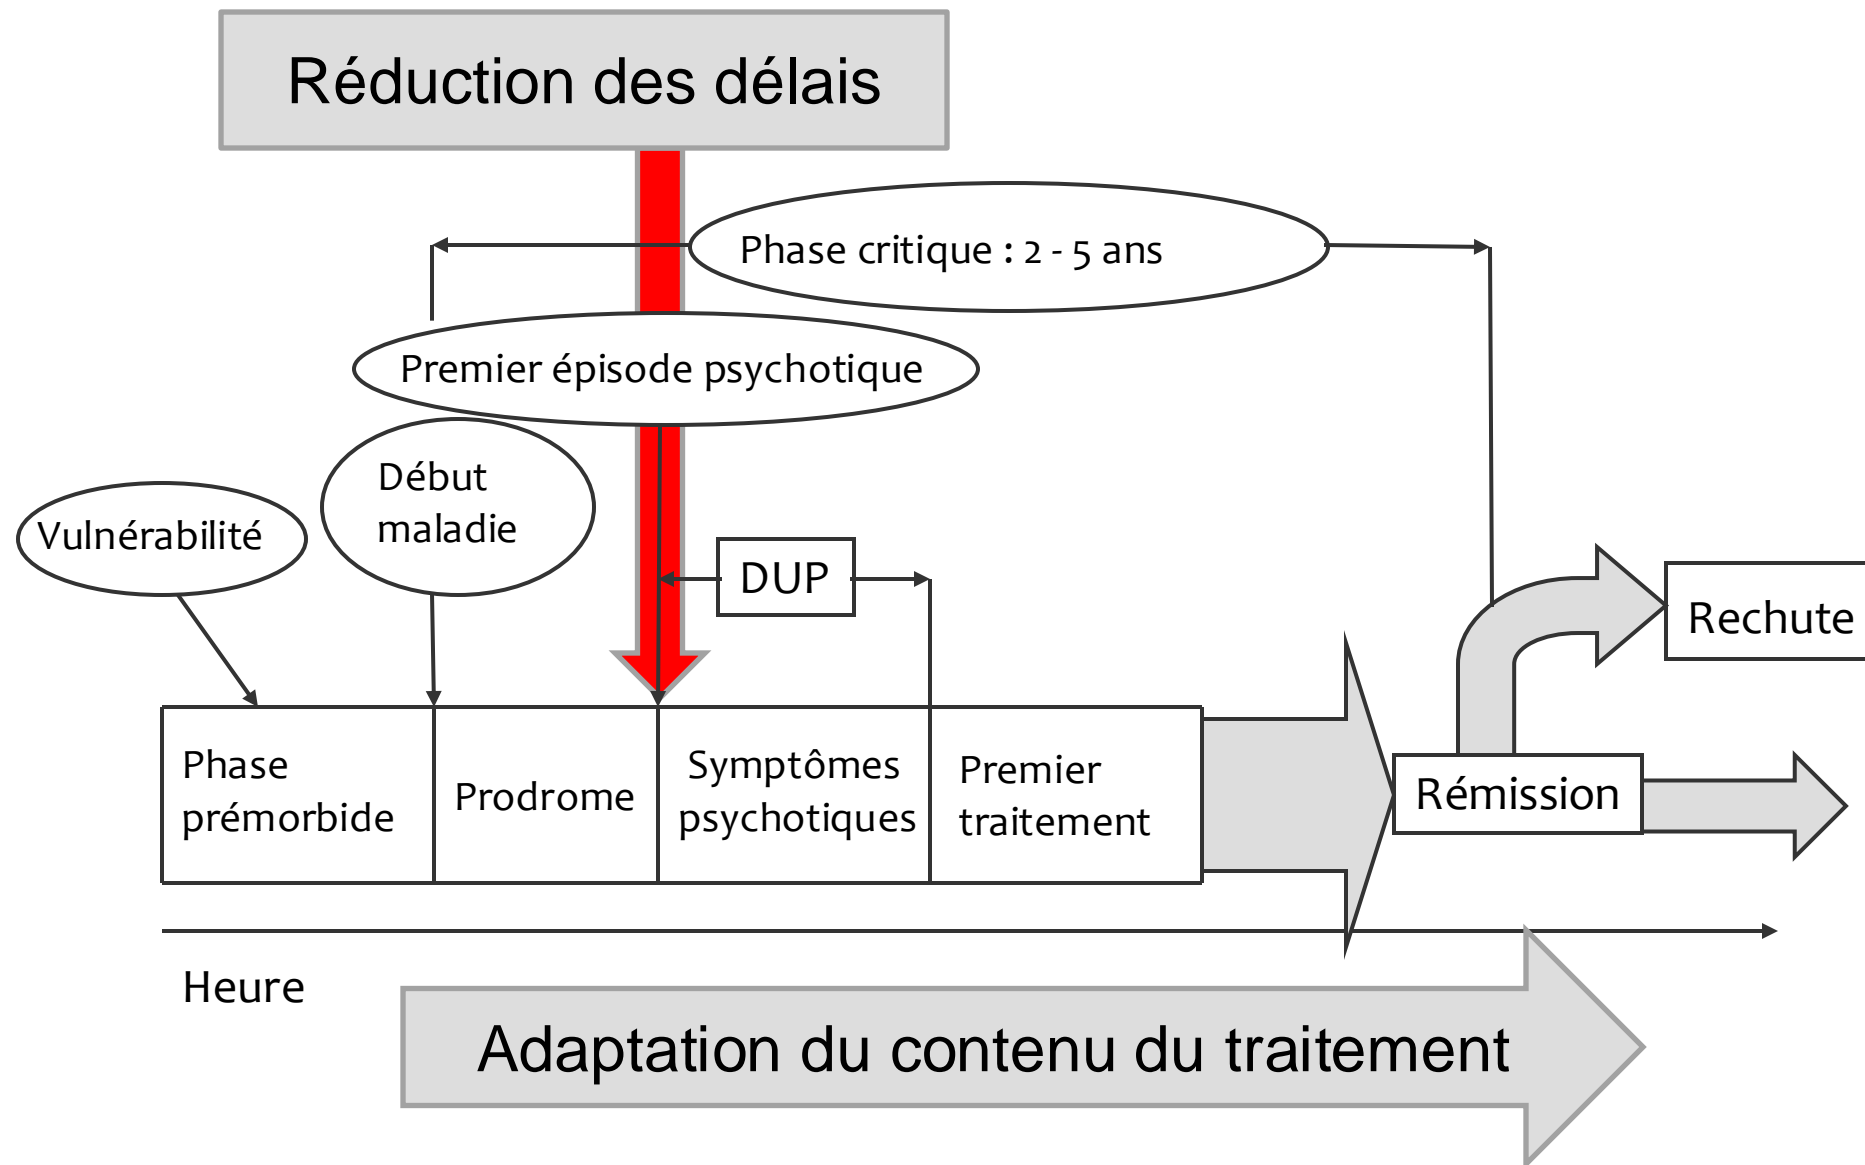 Réduction des délais
Phase critique : 2 - 5 ans
Premier épisode psychotique
Début
maladie
Vulnérabilité
DUP
Rechute
Phase
prémorbide
Prodrome
Symptômes
psychotiques
Premier
traitement
Rémission
Heure
Adaptation du contenu du traitement